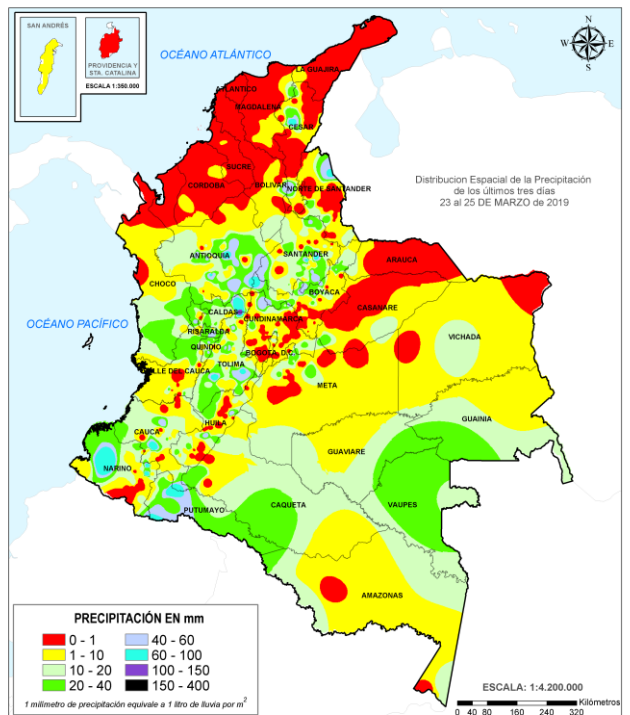 SAN ANDRÉS
PROVIDENCIA Y
STA. CATALINA
ESCALA 1:350.000
OCÉANO ATLÁNTICO
N
W E
S
LA GUAJIRA
ATLANTICO
MAGDALENA
CESAR
SUCRE
CORDOBA
BOLIVAR
NORTE DE SANTANDER
Distribucion Espacial de la Precipitación
de los últimos tres días
23 al 25 DE MARZO de 2019
ANTIOQUIA
SANTANDER
ARAUCA
CHOCO
BOYACA
CASANARE
OCÉANO PACÍFICO
CALDAS
CUNDINAMARCA
RISARALDA
VICHADA
QUINDIO
BOGOTA, D.C.
TOLIMA
VALLE DEL CAUCA
META
GUAINIA
HUILA
CAUCA
GUAVIARE
NARIÑO
PUTUMAYO
CAQUETA
VAUPES
AMAZONAS
PRECIPITACIÓN EN mm
0 - 1 40 - 60
1 - 10 60 - 100
10 - 20 100 - 150
20 - 40 150 - 400
1 milimetro de precipitación equivale a 1 litro de lluvia por m²
ESCALA: 1:4.200.000
Kilómetros
0 40 80 160 240 320